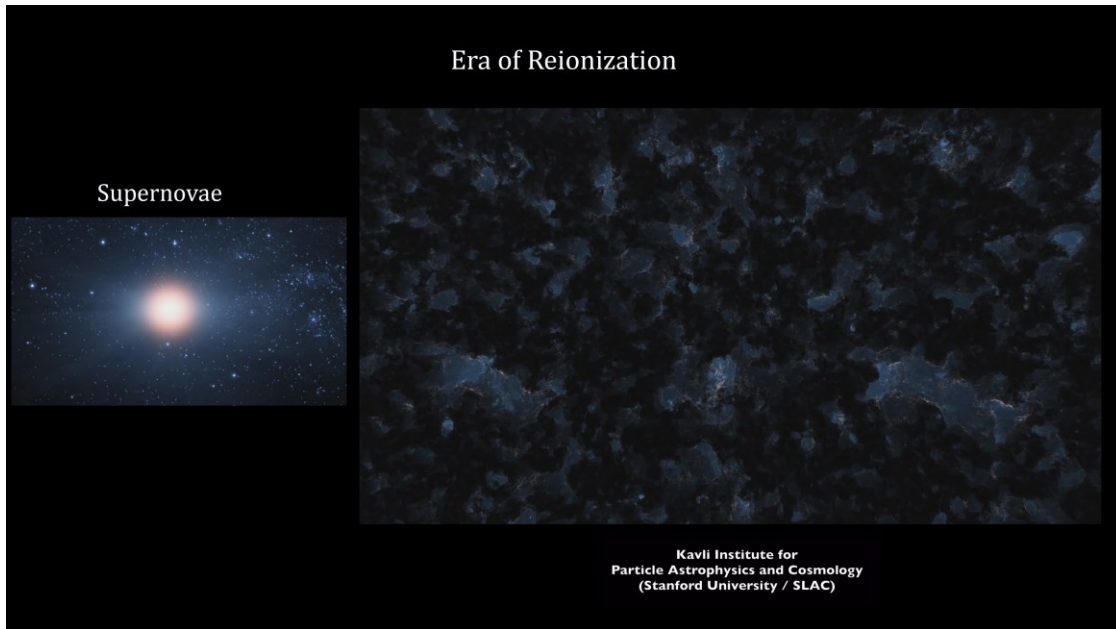 Era of Reionization
Supernovae
Kavli Institute for
Particle Astrophysics and Cosmology
(Stanford University / SLAC)